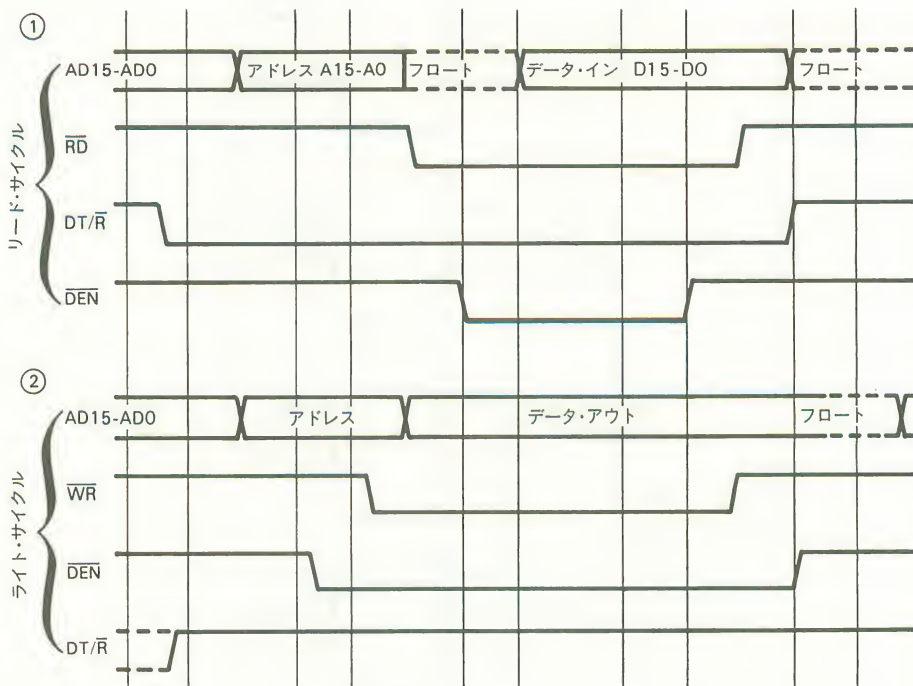 ①
AD15-AD0 アドレス A15-A0 フロート データ・イン D15-D0 フロート
RD
DT/R
DEN
リード・サイクル
②
AD15-AD0 アドレス データ・アウト フロート
WR
DEN
DT/R
ライト・サイクル